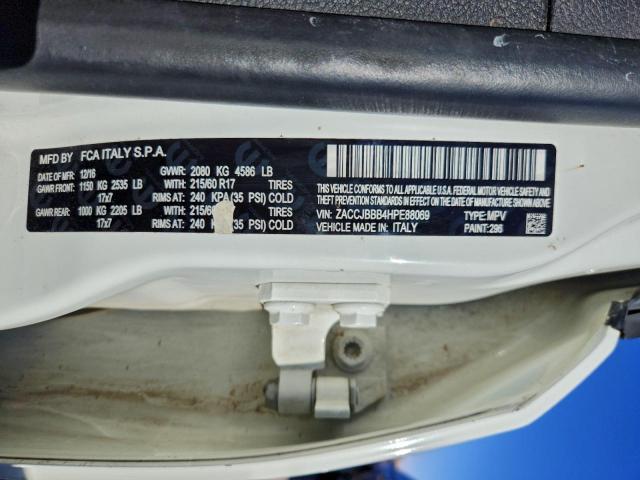 MFD BY FCA ITALY S.P.A.
DATE OF MFR: 12/16 GVWR: 2080 KG 4586 LB
GAWR FRONT: 1150 KG 2535 LB WITH: 215/60 R17 TIRES
17x7 RIMS AT: 240 KPA (35 PSI) COLD
GAWR REAR: 1000 KG 2205 LB WITH: 215/60 TIRES
17x7 RIMS AT: 240 35 PSI) COLD
THIS VEHICLE CONFORMS TO ALL APPLICABLE
U.S.A. FEDERAL MOTOR VEHICLE SAFETY,
BUMPER, AND THEFT PREVENTION STANDARDS IN
EFFECT ON THE DATE OF MANUFACTURE SHOWN ABOVE.
VIN: ZACCJBBB4HPE88069 TYPE: MPV
VEHICLE MADE IN: ITALY PAINT: 296